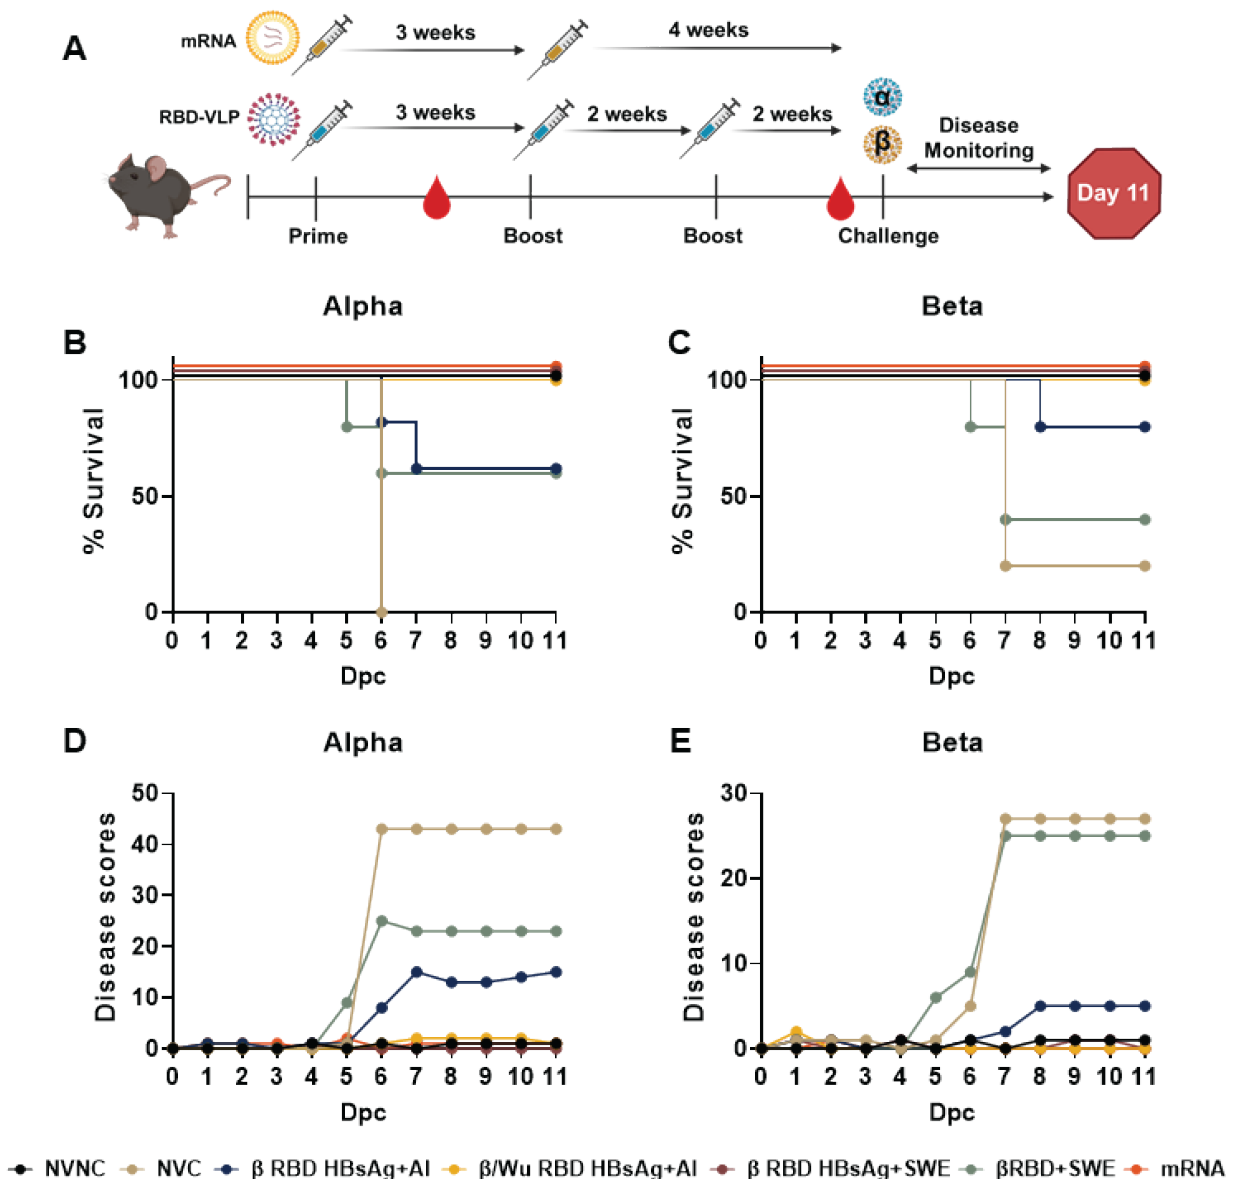 A
mRNA
3 weeks
4 weeks
RBD-VLP
3 weeks
2 weeks
2 weeks
α
β
Disease
Monitoring
Day 11
Prime
Boost
Boost
Challenge
Alpha
Beta
B
C
% Survival
100
50
0
0 1 2 3 4 5 6 7 8 9 10 11
Dpc
% Survival
100
50
0
0 1 2 3 4 5 6 7 8 9 10 11
Dpc
D
Alpha
E
Beta
Disease scores
50
40
30
20
10
0
0 1 2 3 4 5 6 7 8 9 10 11
Dpc
Disease scores
30
20
10
0
0 1 2 3 4 5 6 7 8 9 10 11
Dpc
NVNC NVC β RBD HBsAg+Al β/Wu RBD HBsAg+Al β RBD HBsAg+SWE βRBD+SWE mRNA